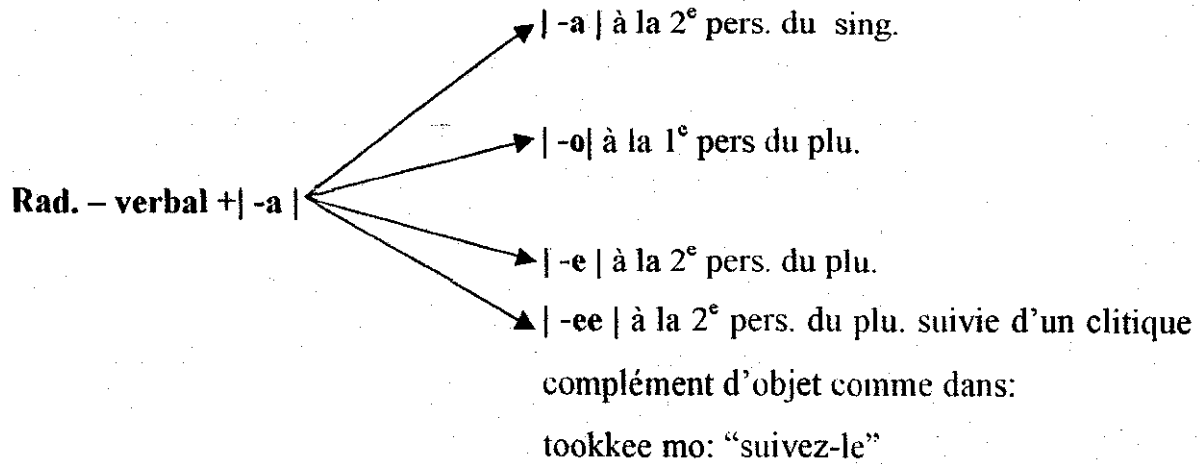 | -a | à la 2e pers. du sing.
| -o| à la 1e pers du plu.
Rad. – verbal +| -a |
| -e | à la 2e pers. du plu.
| -ee | à la 2e pers. du plu. suivie d'un clitique
complément d'objet comme dans:
tookkee mo: “suivez-le”